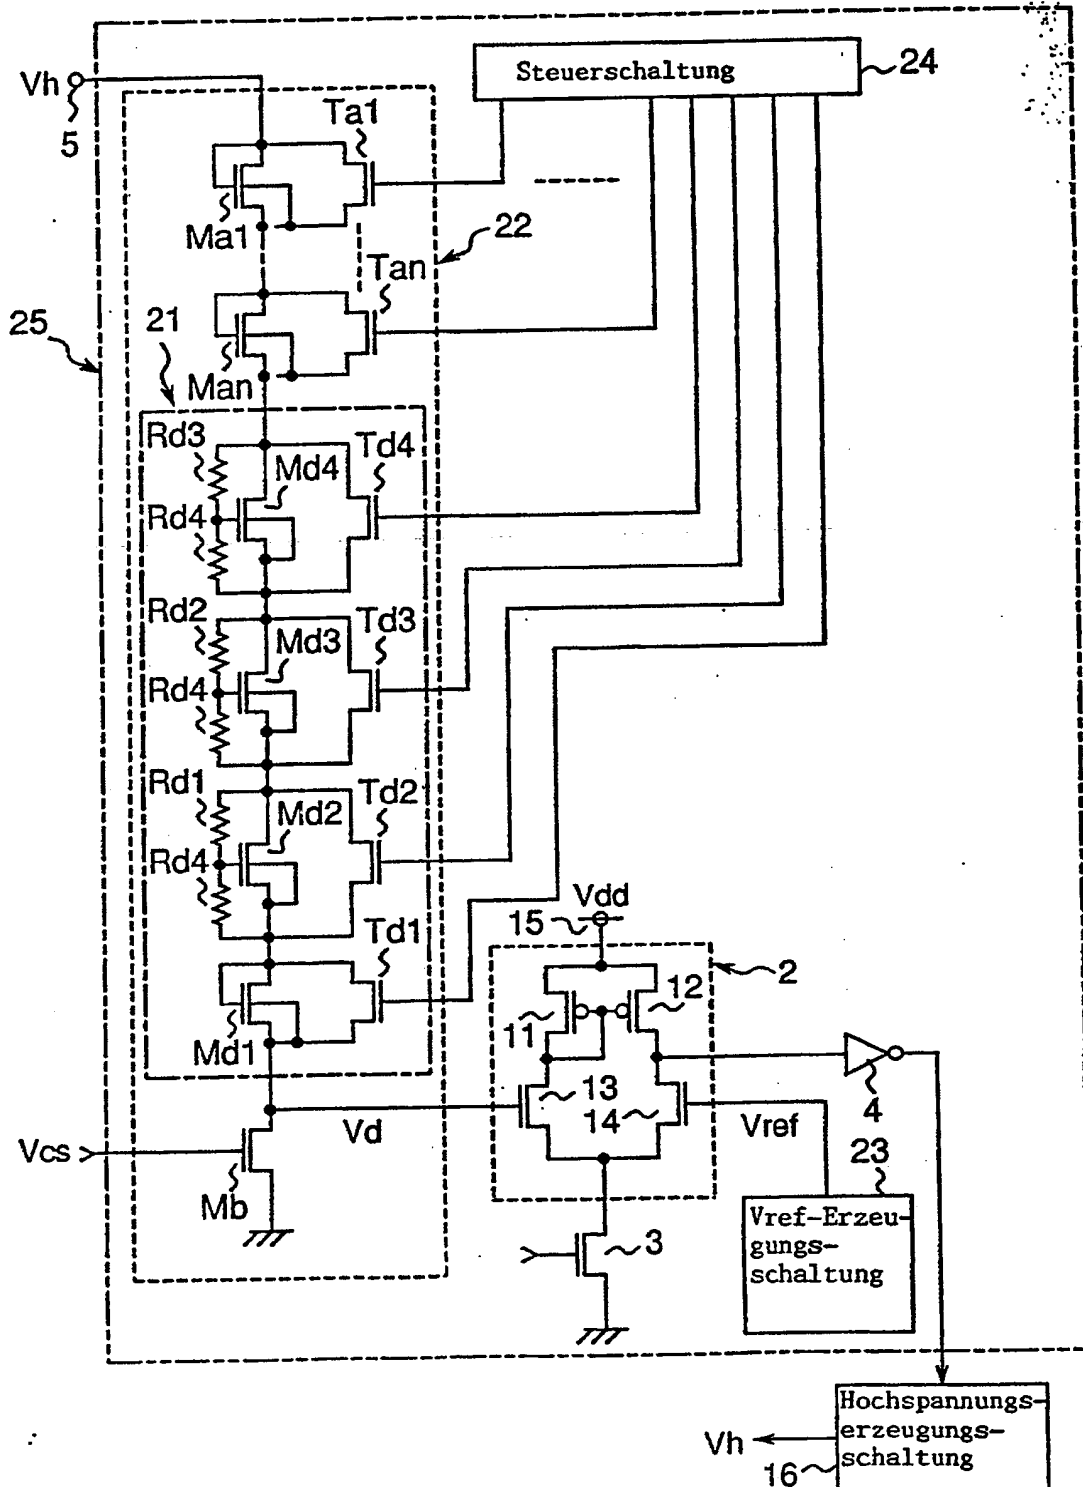 Vh
5
Steuerschaltung
24
Ta1
Ma1
22
Tan
25
21
Man
Rd3
Td4
Md4
Rd4
Rd2
Td3
Md3
Rd4
Rd1
Td2
Md2
Rd4
Vdd
15
Td1
2
12
11
Md1
13
14
4
Vd
Vref
Vcs
23
Mb
Vref-Erzeu-
gungs-
schaltung
3
Hochspannungs-
erzeugungs-
schaltung
Vh
16